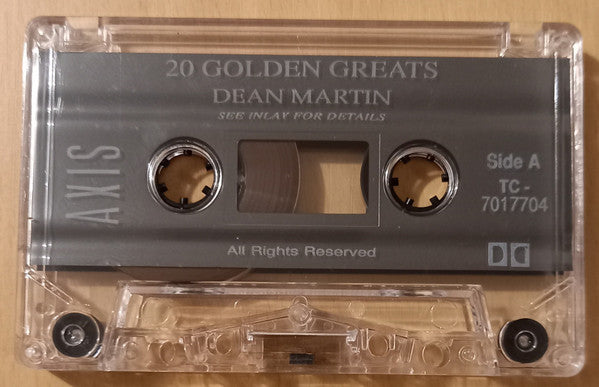 20 GOLDEN GREATS
DEAN MARTIN
SEE INLAY FOR DETAILS
AXIS
Side A
TC -
7017704
All Rights Reserved